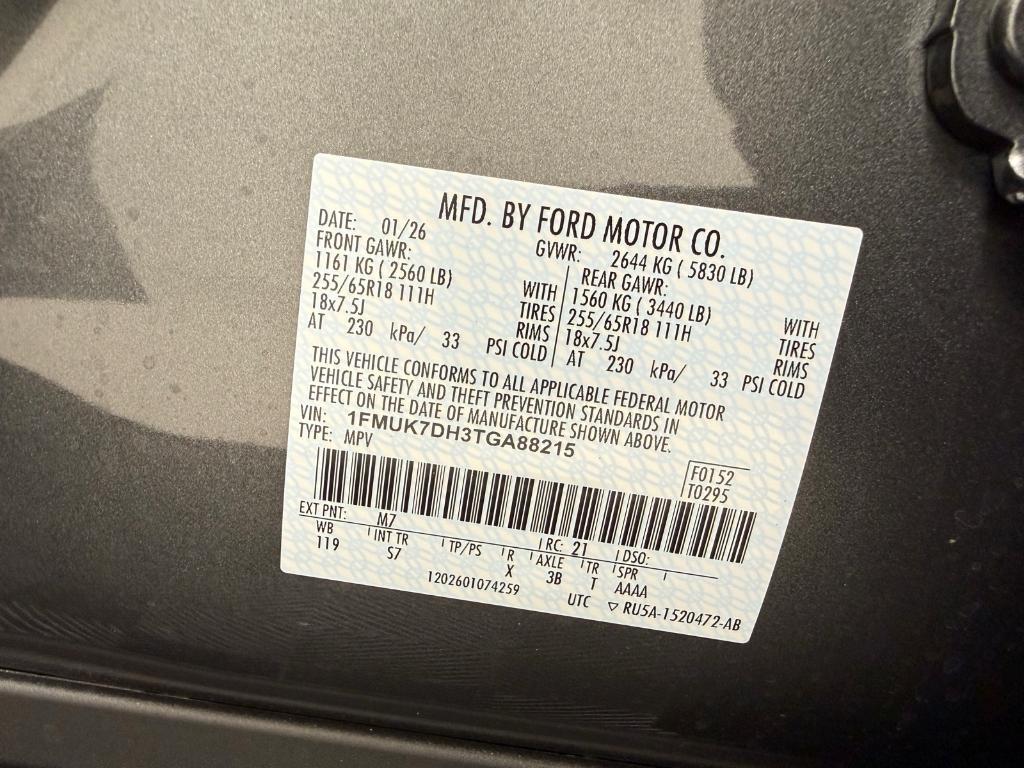 MFD. BY FORD MOTOR CO.
DATE: 01/26 GVWR: 2644 KG ( 5830 LB)
FRONT GAWR: REAR GAWR:
1161 KG ( 2560 LB) WITH 1560 KG ( 3440 LB) WITH
255/65R18 111H TIRES 255/65R18 111H TIRES
18x7.5J RIMS 18x7.5J RIMS
AT 230 kPa/ 33 PSI COLD AT 230 kPa/ 33 PSI COLD
THIS VEHICLE CONFORMS TO ALL APPLICABLE FEDERAL MOTOR
VEHICLE SAFETY AND THEFT PREVENTION STANDARDS IN
EFFECT ON THE DATE OF MANUFACTURE SHOWN ABOVE.
VIN: 1FMUK7DH3TGA88215
TYPE: MPV
F0152
T0295
EXT PNT: M7 RC: 21 DSO:
WB INT TR TP/PS R AXLE TR SPR
119 S7 X 3B T AAAA
1202601074259 UTC ▽ RU5A-1520472-AB